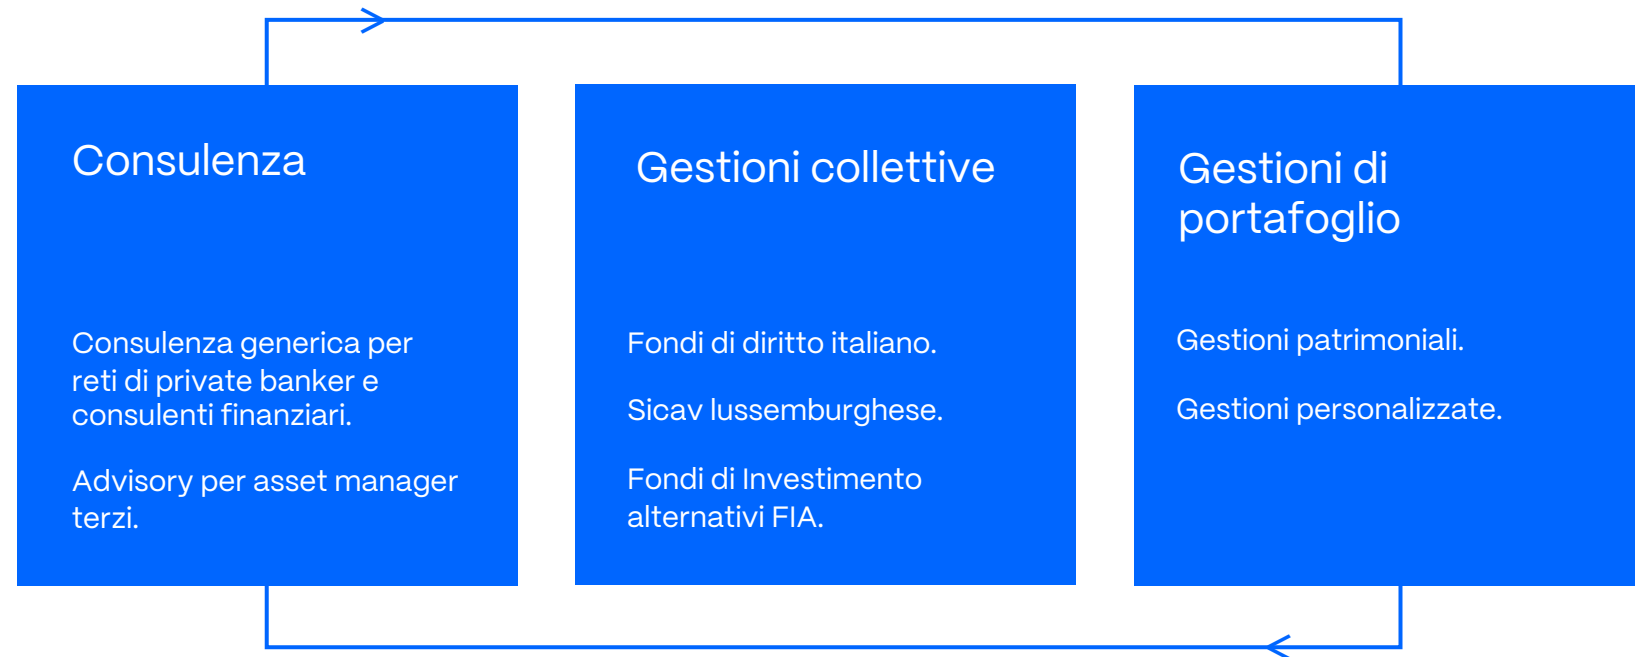 Consulenza
Consulenza generica per
reti di private banker e
consulenti finanziari.
Advisory per asset manager
terzi.
Gestioni collettive
Fondi di diritto italiano.
Sicav lussemburghese.
Fondi di Investimento
alternativi FIA.
Gestioni di
portafoglio
Gestioni patrimoniali.
Gestioni personalizzate.